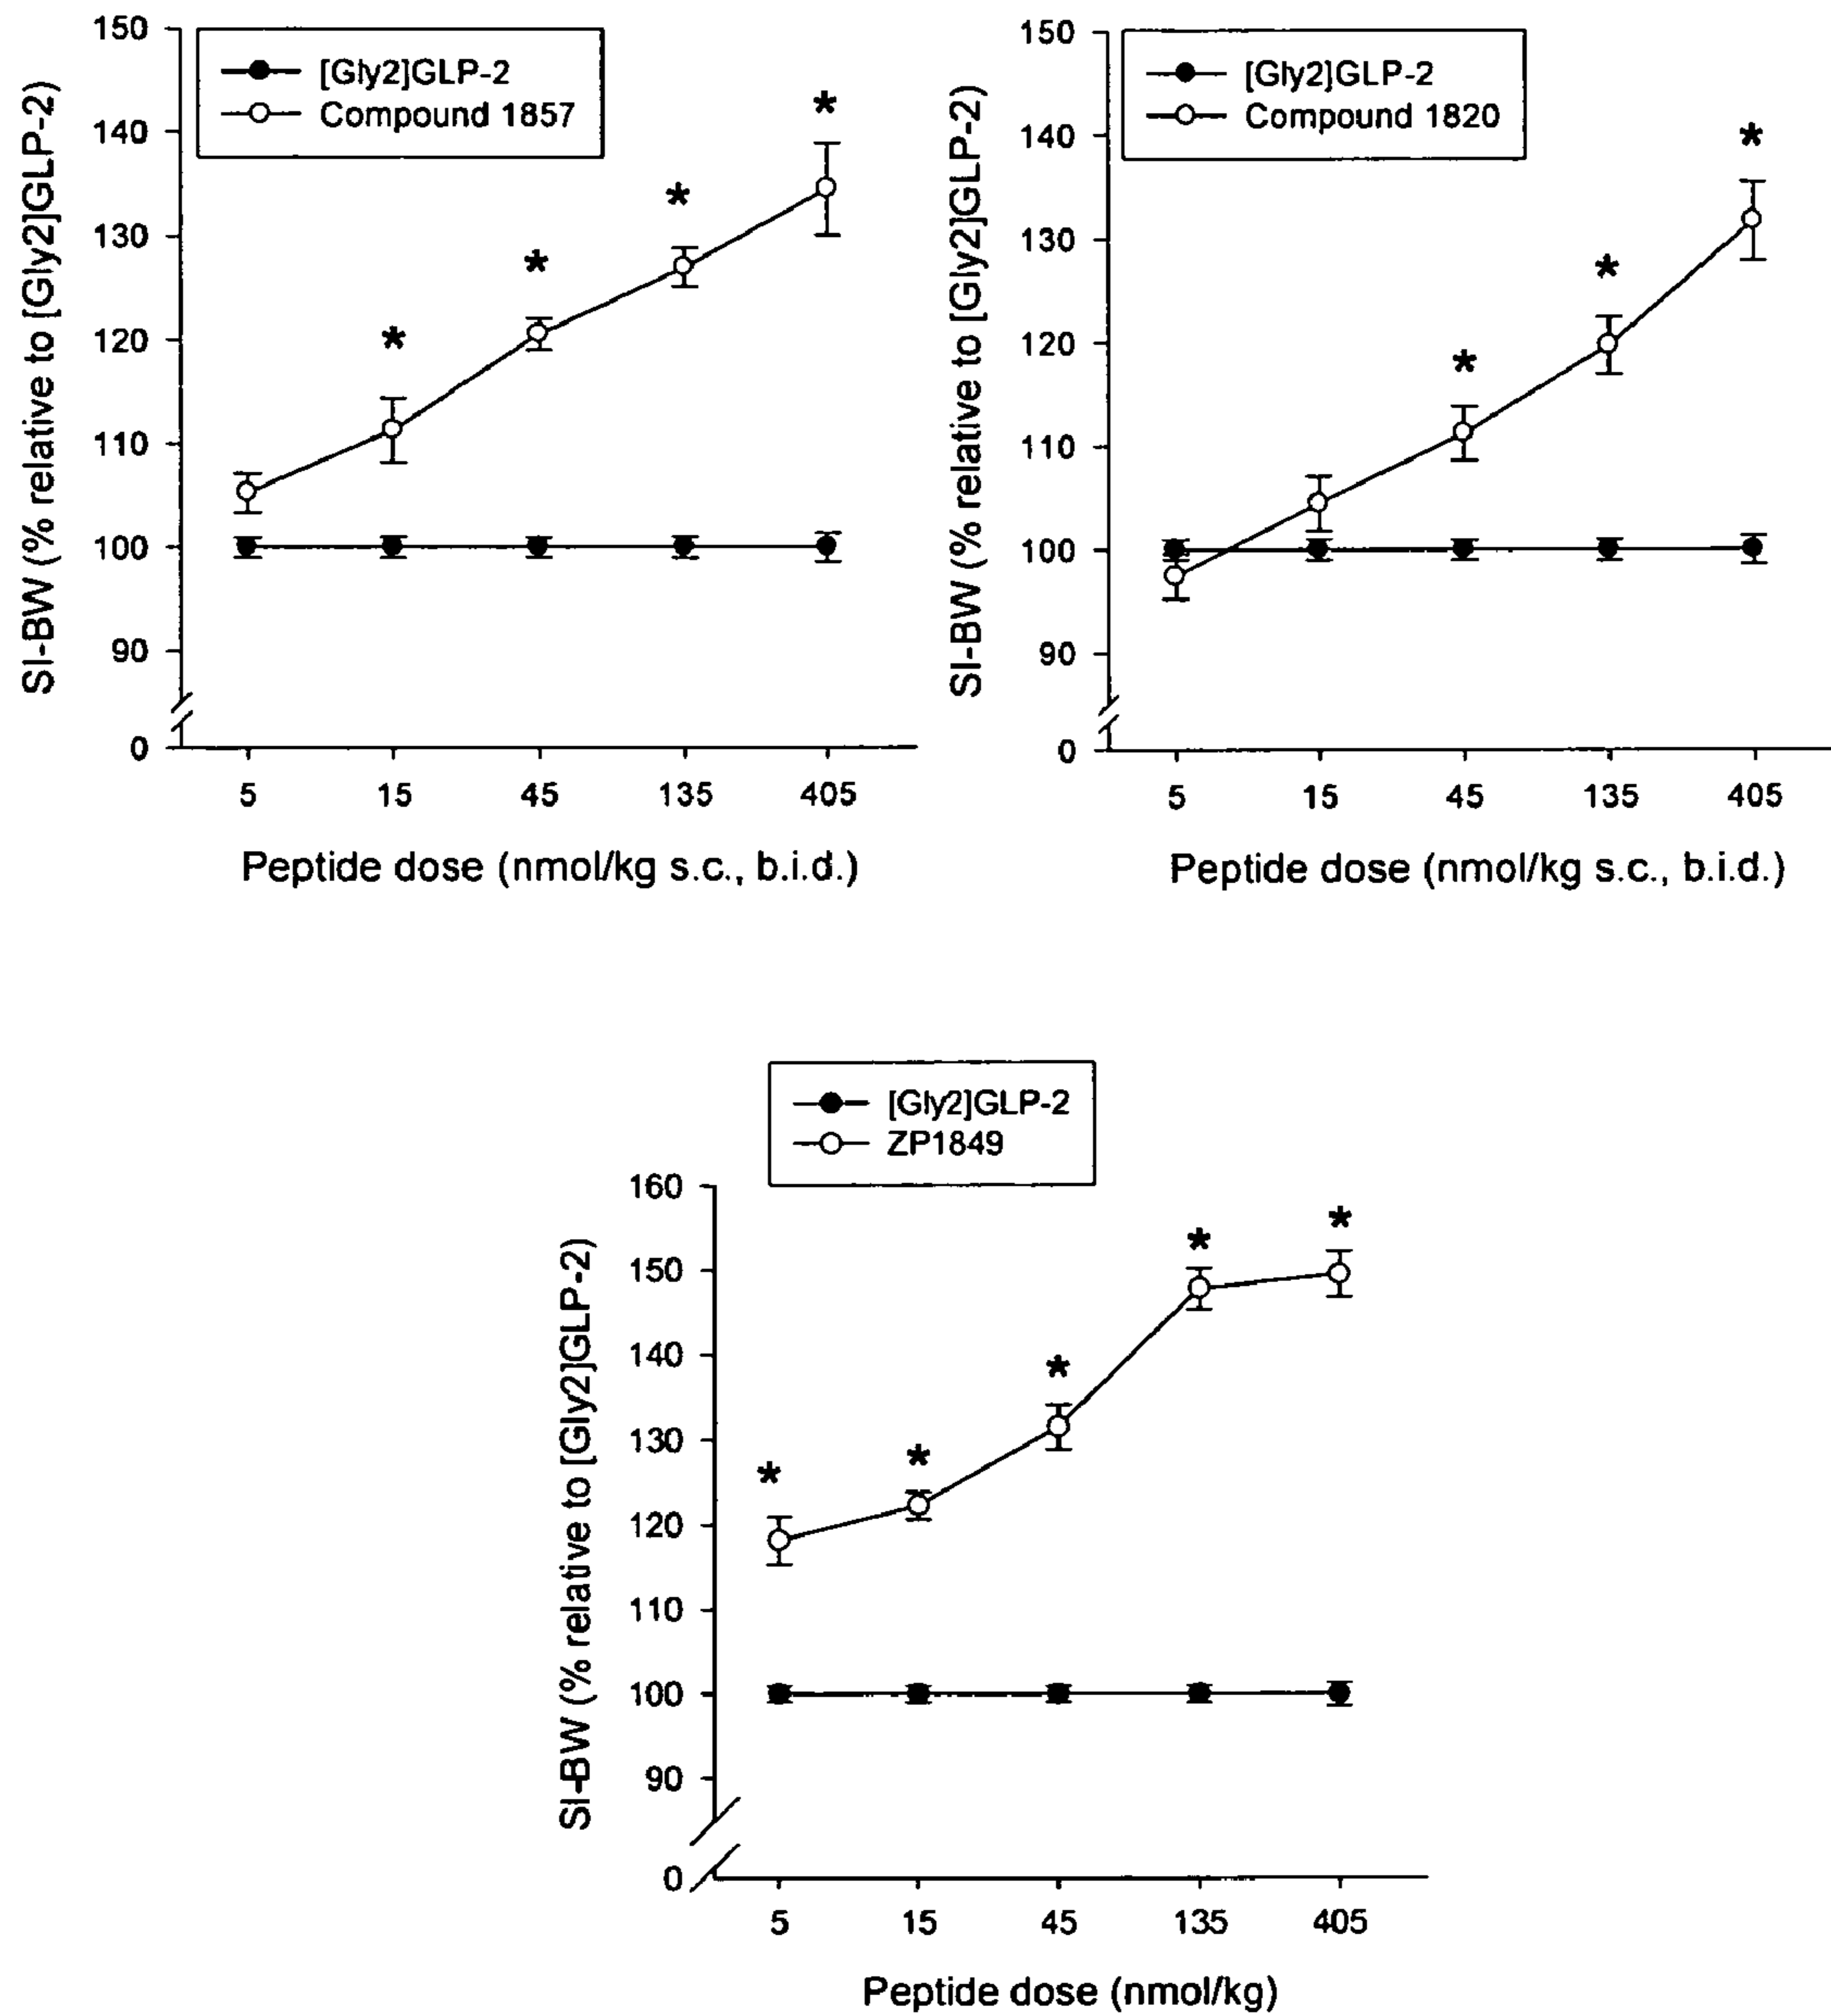 SI-BW (% relative to [Gly2]GLP-2)
150
140
130
120
110
100
90
0
[Gly2]GLP-2
Compound 1857
*
*
*
*
5 15 45 135 405
Peptide dose (nmol/kg s.c., b.i.d.)
SI-BW (% relative to [Gly2]GLP-2)
150
140
130
120
110
100
90
0
[Gly2]GLP-2
Compound 1820
*
*
*
5 15 45 135 405
Peptide dose (nmol/kg s.c., b.i.d.)
[Gly2]GLP-2
ZP1849
SI-BW (% relative to [Gly2]GLP-2)
160
150
140
130
120
110
100
90
0
*
*
*
*
*
5 15 45 135 405
Peptide dose (nmol/kg)